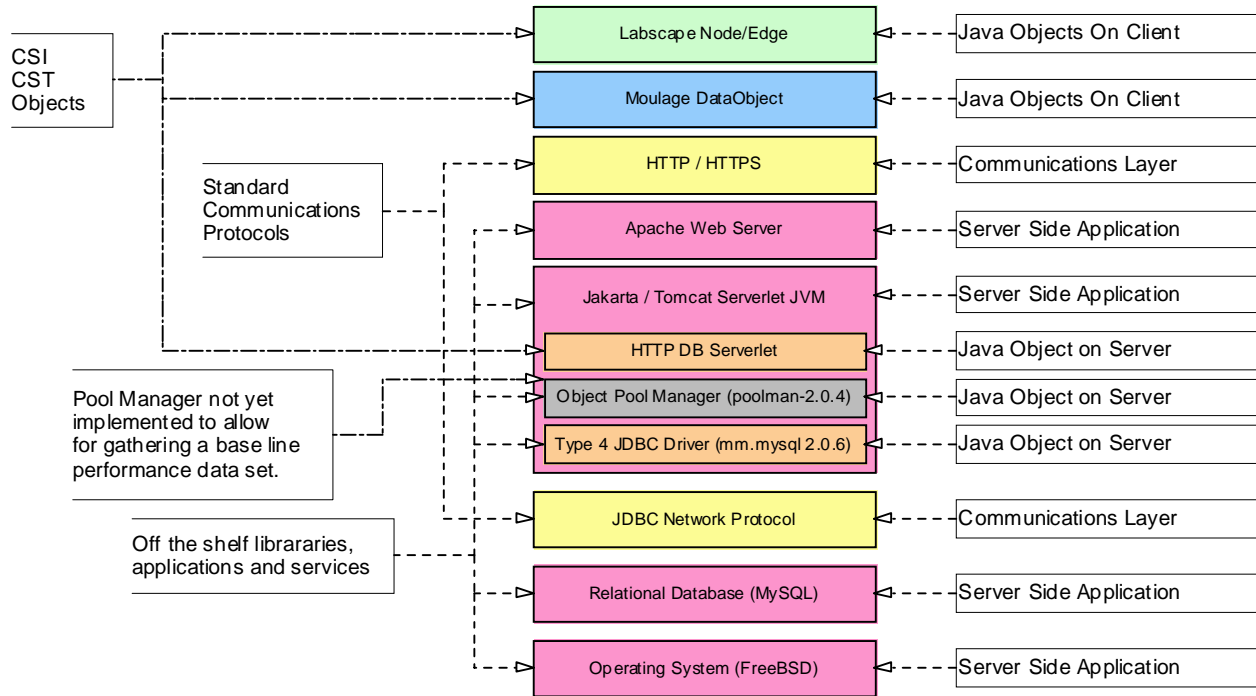 CSI
CST
Objects
Standard
Communications
Protocols
Pool Manager not yet
implemented to allow
for gathering a base line
performance data set.
Off the shelf librararies,
applications and services
Labscape Node/Edge
Moulage DataObject
HTTP / HTTPS
Apache Web Server
Jakarta / Tomcat Serverlet JVM
HTTP DB Serverlet
Object Pool Manager (poolman-2.0.4)
Type 4 JDBC Driver (mm.mysql 2.0.6)
JDBC Network Protocol
Relational Database (MySQL)
Operating System (FreeBSD)
Java Objects On Client
Java Objects On Client
Communications Layer
Server Side Application
Server Side Application
Java Object on Server
Java Object on Server
Java Object on Server
Communications Layer
Server Side Application
Server Side Application